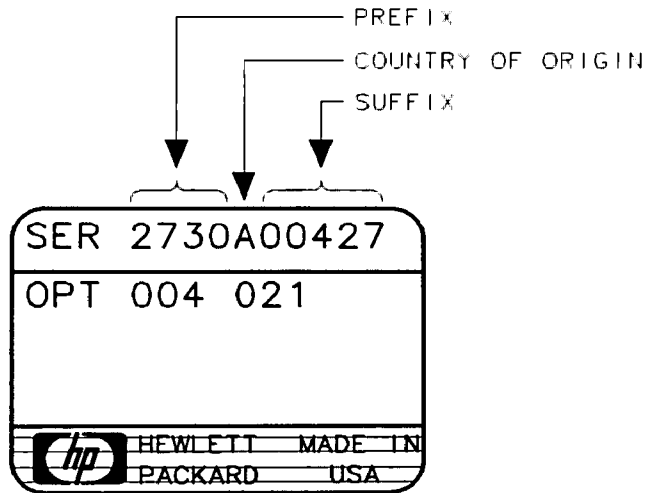 PREFIX
COUNTRY OF ORIGIN
SUFFIX
SER 2730A00427
OPT 004 021
hp HEWLETT MADE IN
PACKARD USA